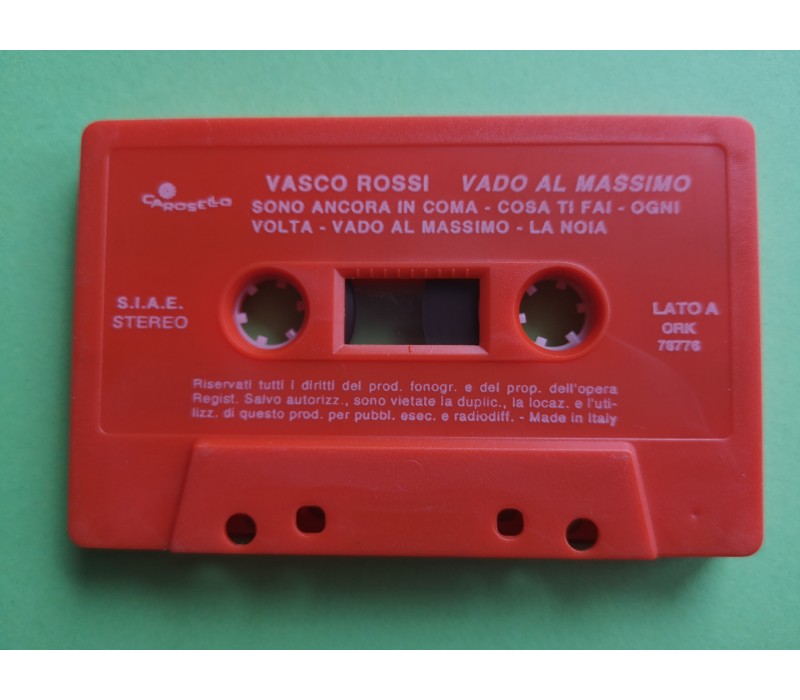 CAROSELLO
VASCO ROSSI VADO AL MASSIMO
SONO ANCORA IN COMA - COSA TI FAI - OGNI
VOLTA - VADO AL MASSIMO - LA NOIA
S.I.A.E.
STEREO
LATO A
ORK
78776
Riservati tutti i diritti del prod. fonogr. e del prop. dell'opera
Regist. Salvo autorizz., sono vietate la duplic., la locaz. e l'uti-
lizz. di questo prod. per pubbl. esec. e radiodiff. - Made in Italy